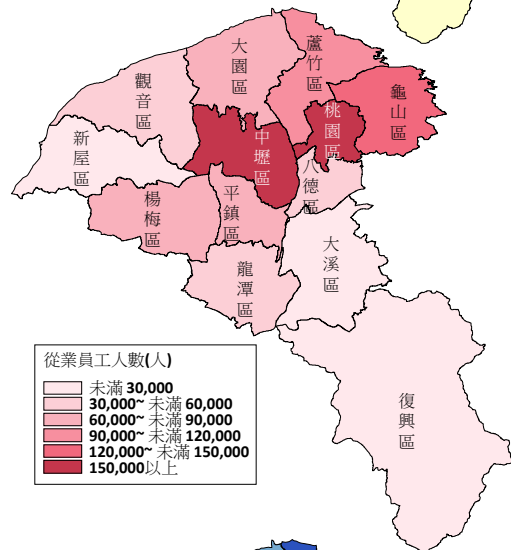 大園區
蘆竹區
觀音區
龜山區
桃園區
中壢區
新屋區
八德區
楊梅區
平鎮區
大溪區
龍潭區
復興區
從業員工人數(人)
未滿 30,000
30,000~ 未滿 60,000
60,000~ 未滿 90,000
90,000~ 未滿 120,000
120,000~ 未滿 150,000
150,000以上